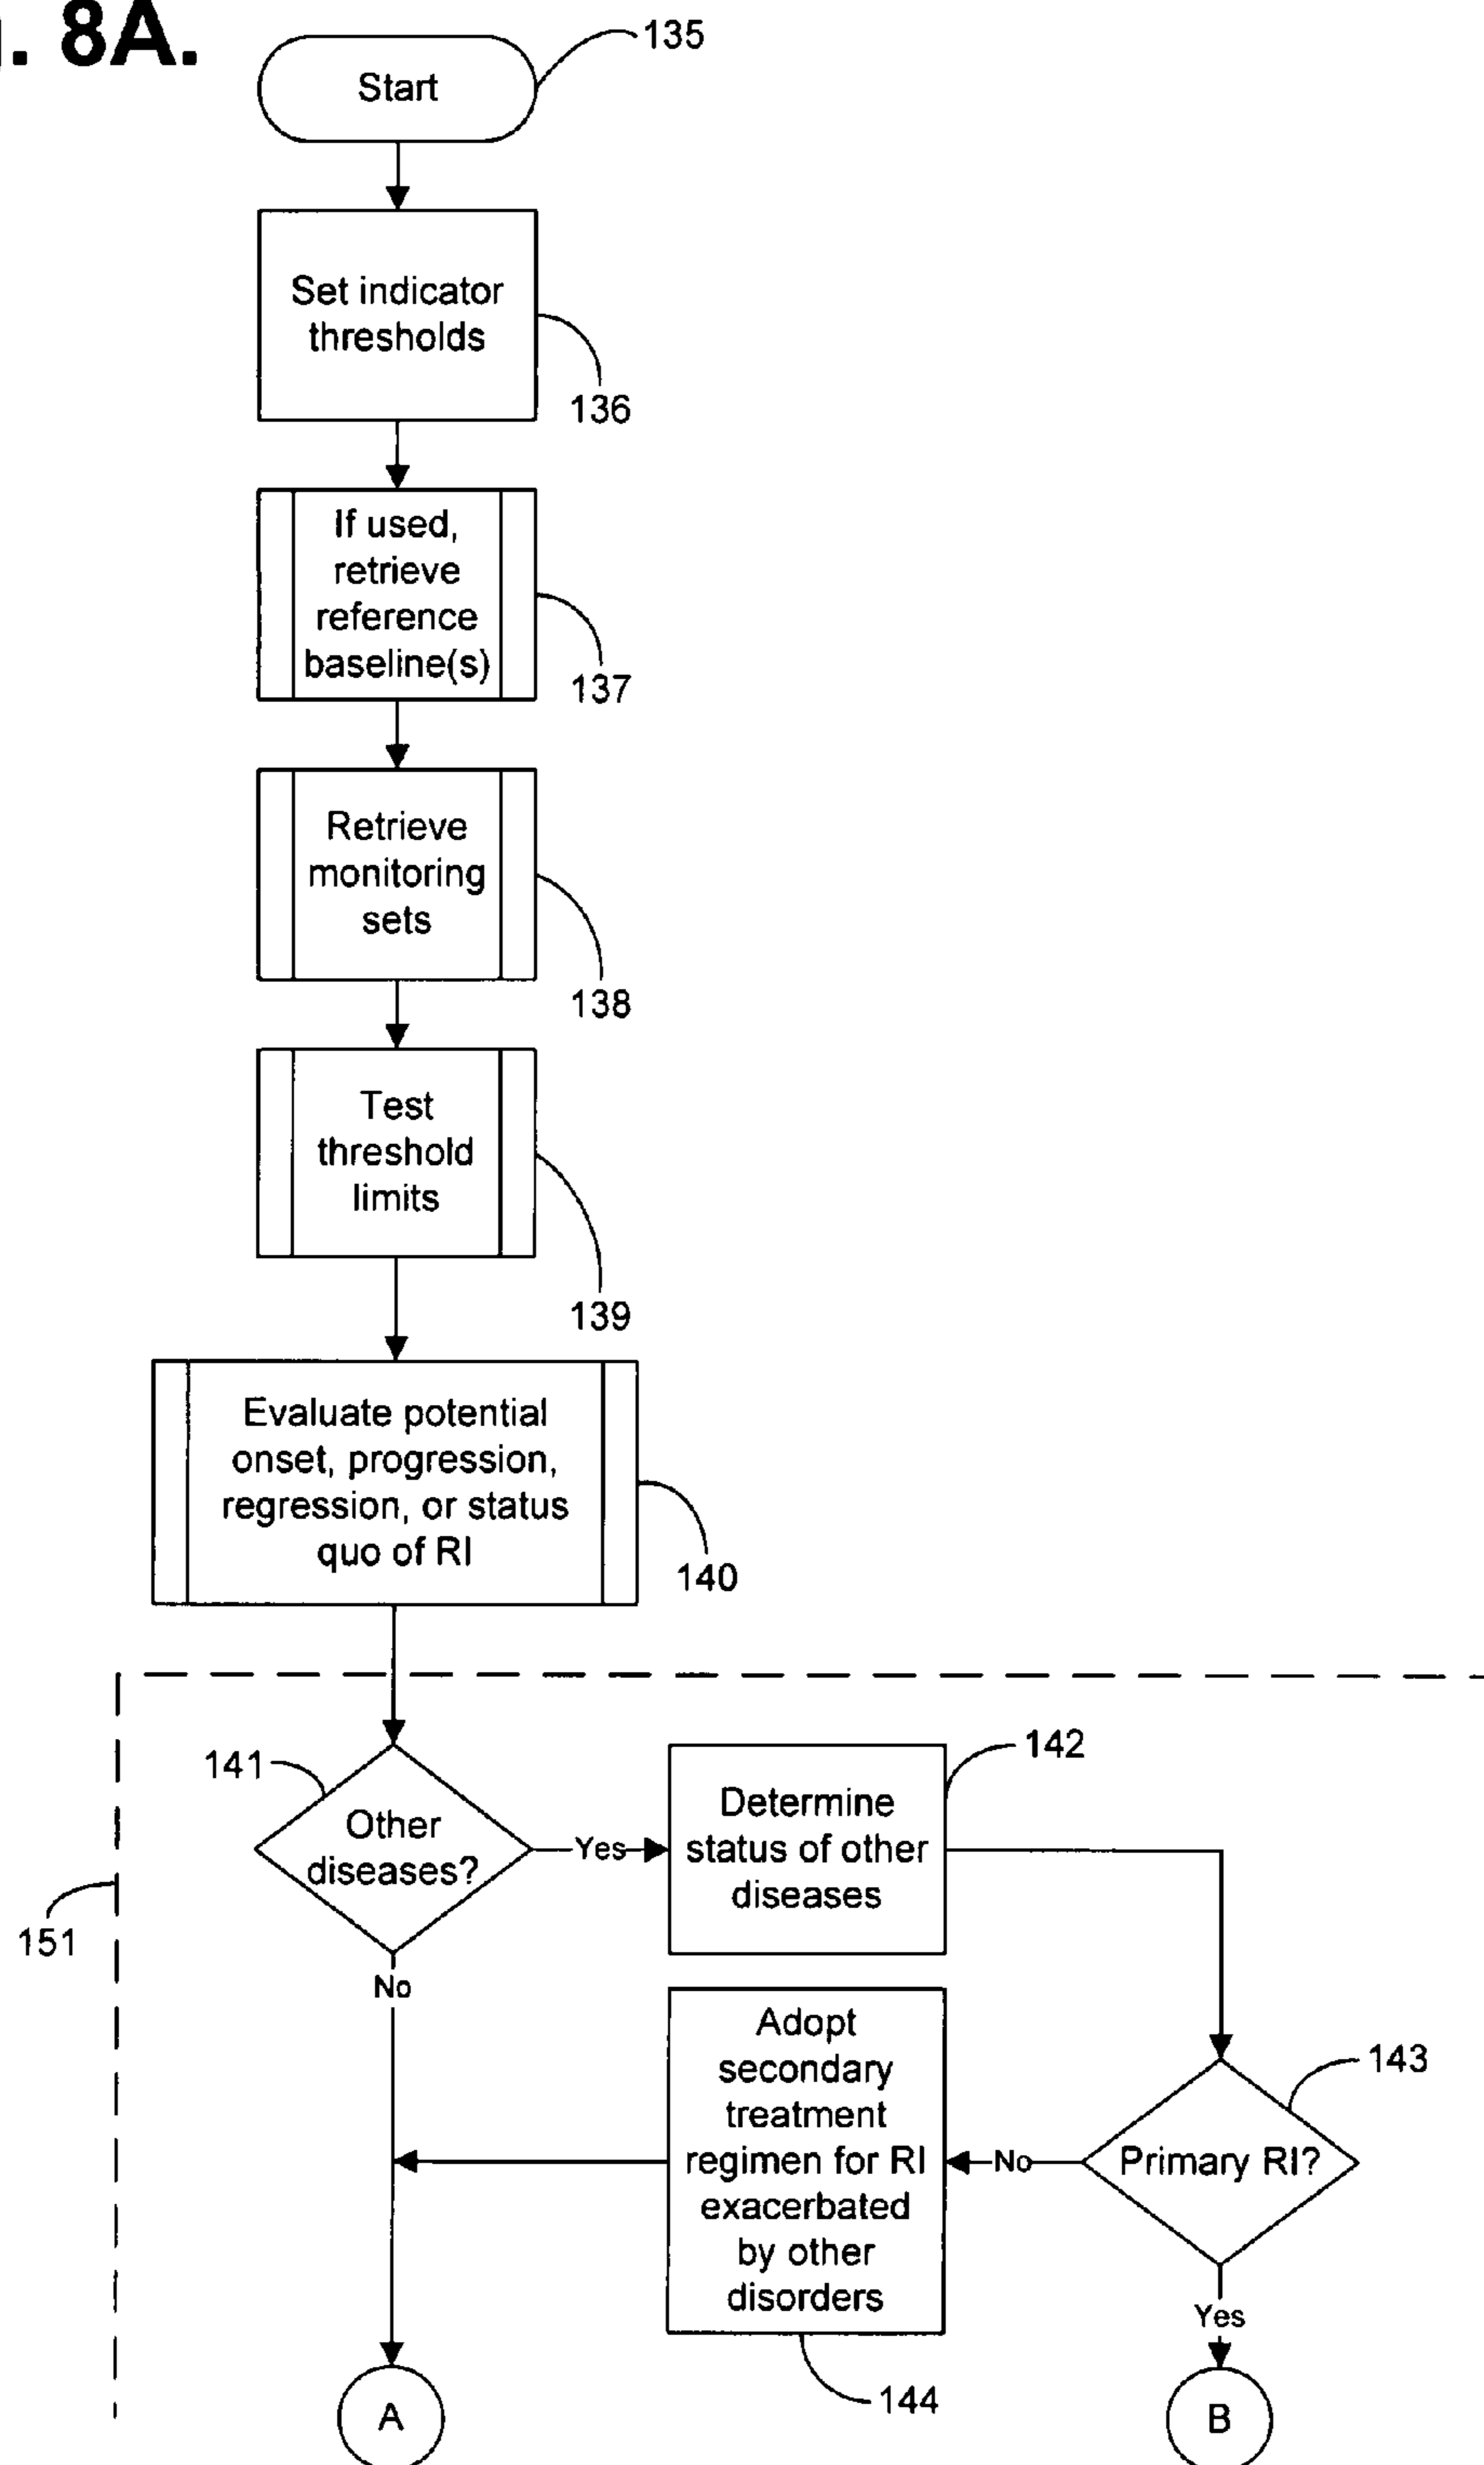 . 8A.
Start
135
Set indicator
thresholds
136
If used,
retrieve
reference
baseline(s)
137
Retrieve
monitoring
sets
138
Test
threshold
limits
139
Evaluate potential
onset, progression,
regression, or status
quo of RI
140
141
Other
diseases?
Yes
142
Determine
status of other
diseases
151
No
Adopt
secondary
treatment
regimen for RI
exacerbated
by other
disorders
144
No
143
Primary RI?
Yes
A
B